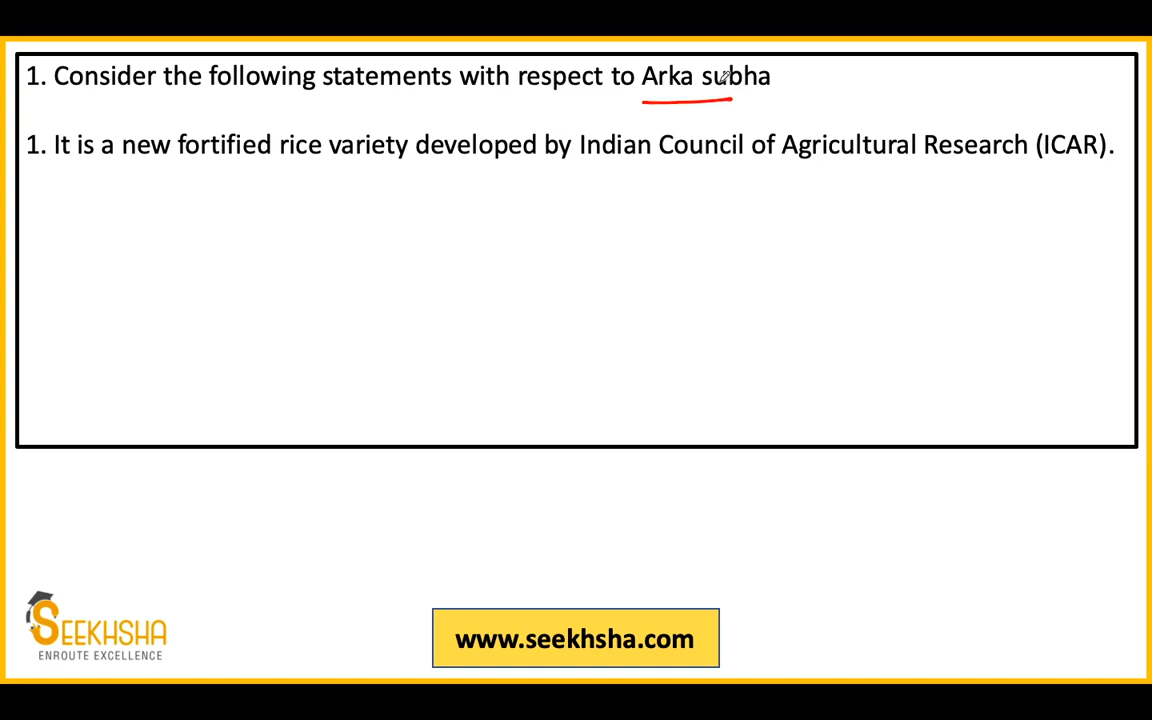 1. Consider the following statements with respect to Arka subha
1. It is a new fortified rice variety developed by Indian Council of Agricultural Research (ICAR).
SEEKHSHA
ENROUTE EXCELLENCE
www.seekhsha.com